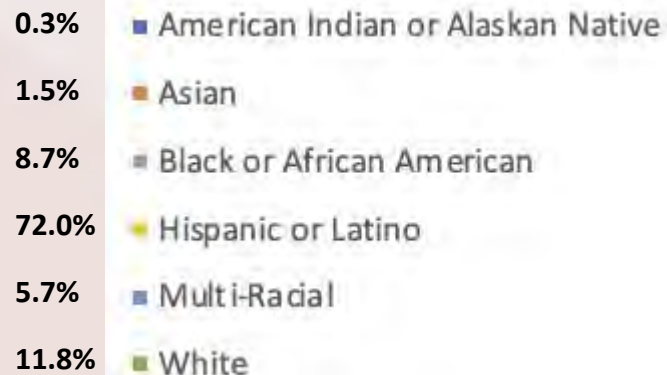 0.3% American Indian or Alaskan Native
1.5% Asian
8.7% Black or African American
72.0% Hispanic or Latino
5.7% Multi-Racial
11.8% White